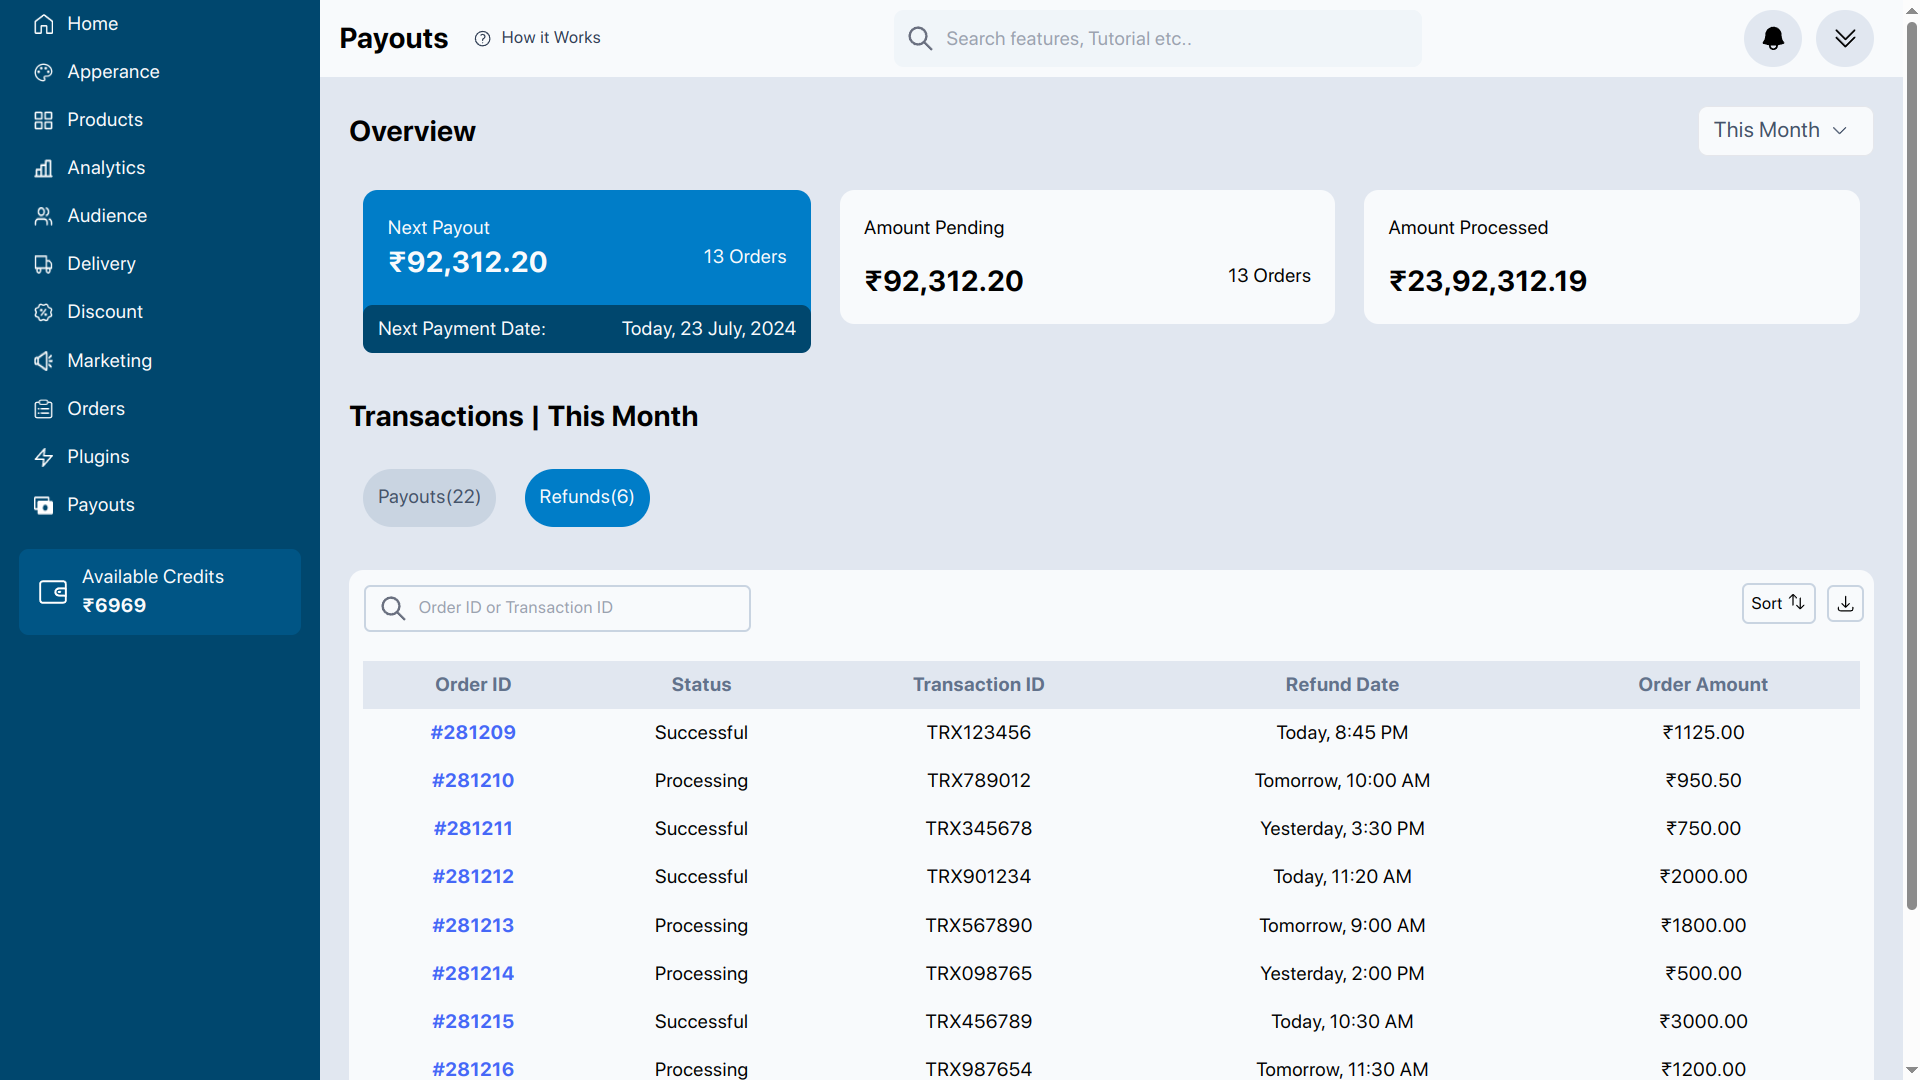 Home
Apperance
Products
Analytics
Audience
Delivery
Discount
Marketing
Orders
Plugins
Payouts
Available Credits
₹6969
Payouts
How it Works
Search features, Tutorial etc..
Overview
This Month
Next Payout
₹92,312.20
13 Orders
Next Payment Date: Today, 23 July, 2024
Amount Pending
₹92,312.20
13 Orders
Amount Processed
₹23,92,312.19
Transactions | This Month
Payouts(22)
Refunds(6)
Order ID or Transaction ID
Sort
Order ID Status Transaction ID Refund Date Order Amount
#281209 Successful TRX123456 Today, 8:45 PM ₹1125.00
#281210 Processing TRX789012 Tomorrow, 10:00 AM ₹950.50
#281211 Successful TRX345678 Yesterday, 3:30 PM ₹750.00
#281212 Successful TRX901234 Today, 11:20 AM ₹2000.00
#281213 Processing TRX567890 Tomorrow, 9:00 AM ₹1800.00
#281214 Processing TRX098765 Yesterday, 2:00 PM ₹500.00
#281215 Successful TRX456789 Today, 10:30 AM ₹3000.00
#281216 Processing TRX987654 Tomorrow, 11:30 AM ₹1200.00